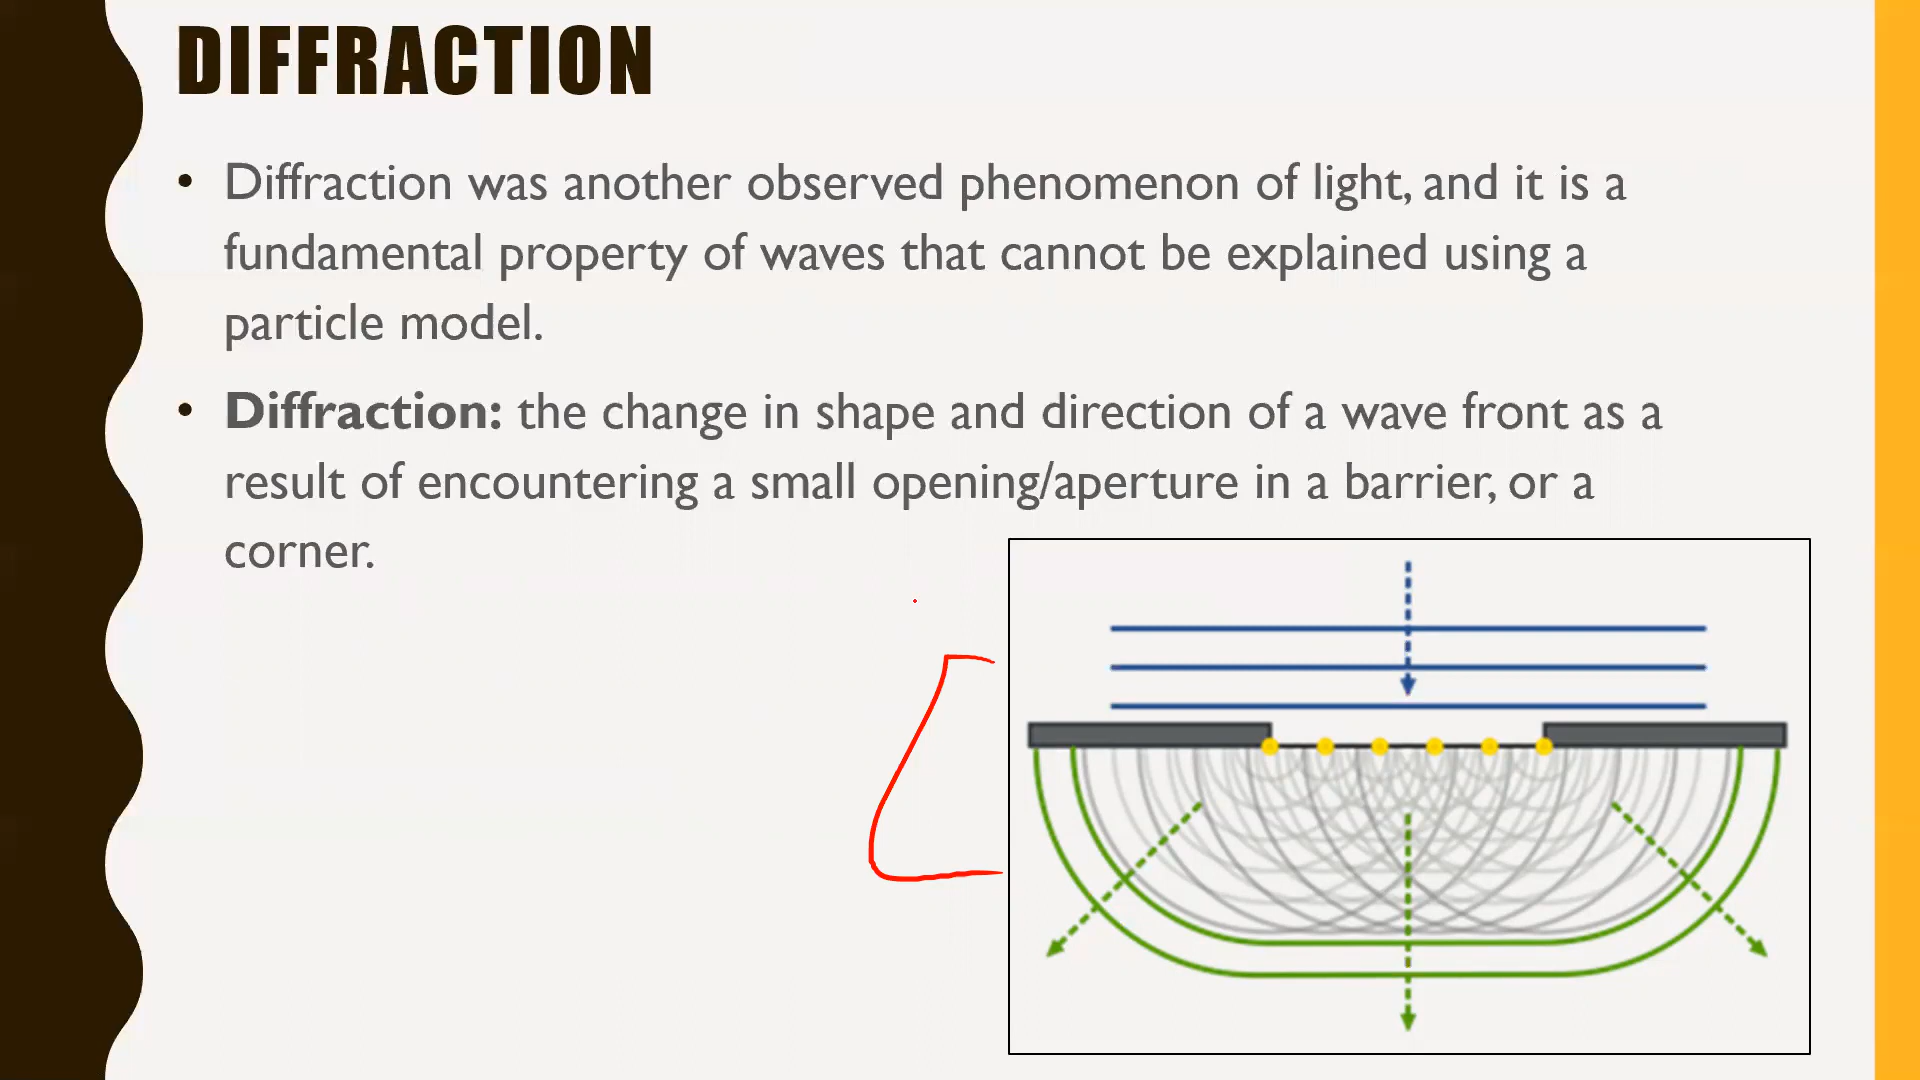 DIFFRACTION
• Diffraction was another observed phenomenon of light, and it is a
fundamental property of waves that cannot be explained using a
particle model.
• Diffraction: the change in shape and direction of a wave front as a
result of encountering a small opening/aperture in a barrier, or a
corner.